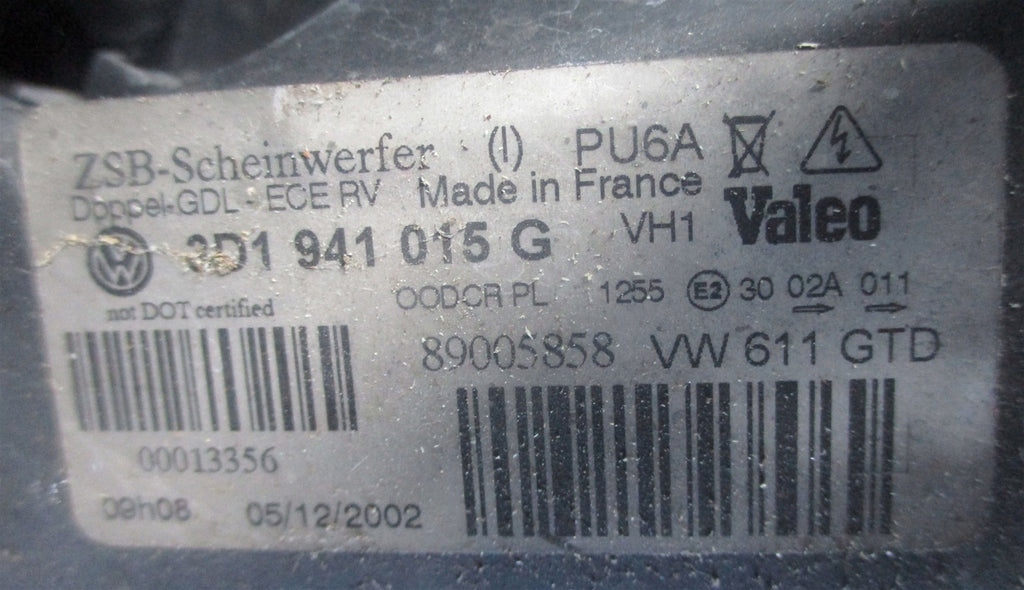 ZSB-Scheinwerfer (I) PU6A
Doppel-GDL - ECE RV Made in France
VW 3D1 941 015 G VH1 Valeo
not DOT certified OODCR PL 1255 E2 30 02A 011
89005858 VW 611 GTD
00013356
09h08 05/12/2002